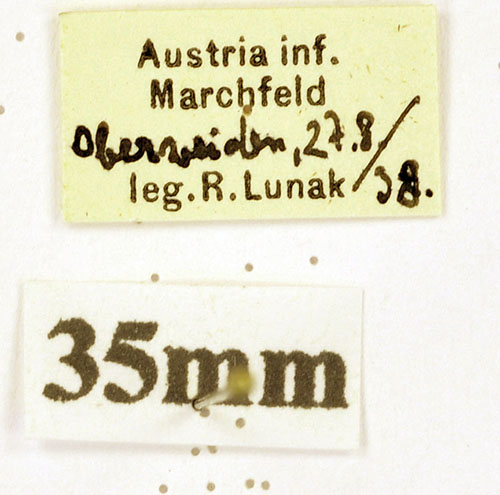 Austria inf.
Marchfeld
Oberweiden, 27.8/
leg. R. Lunak /38.
35mm